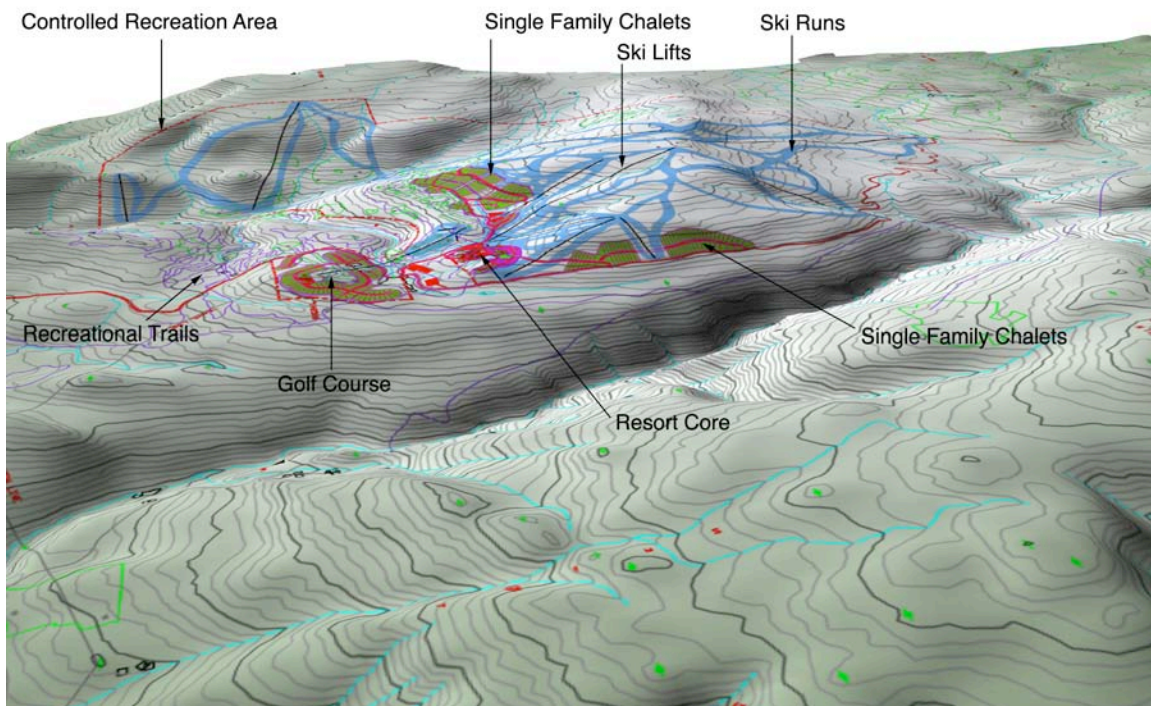 Controlled Recreation Area
Single Family Chalets
Ski Runs
Ski Lifts
Recreational Trails
Single Family Chalets
Golf Course
Resort Core